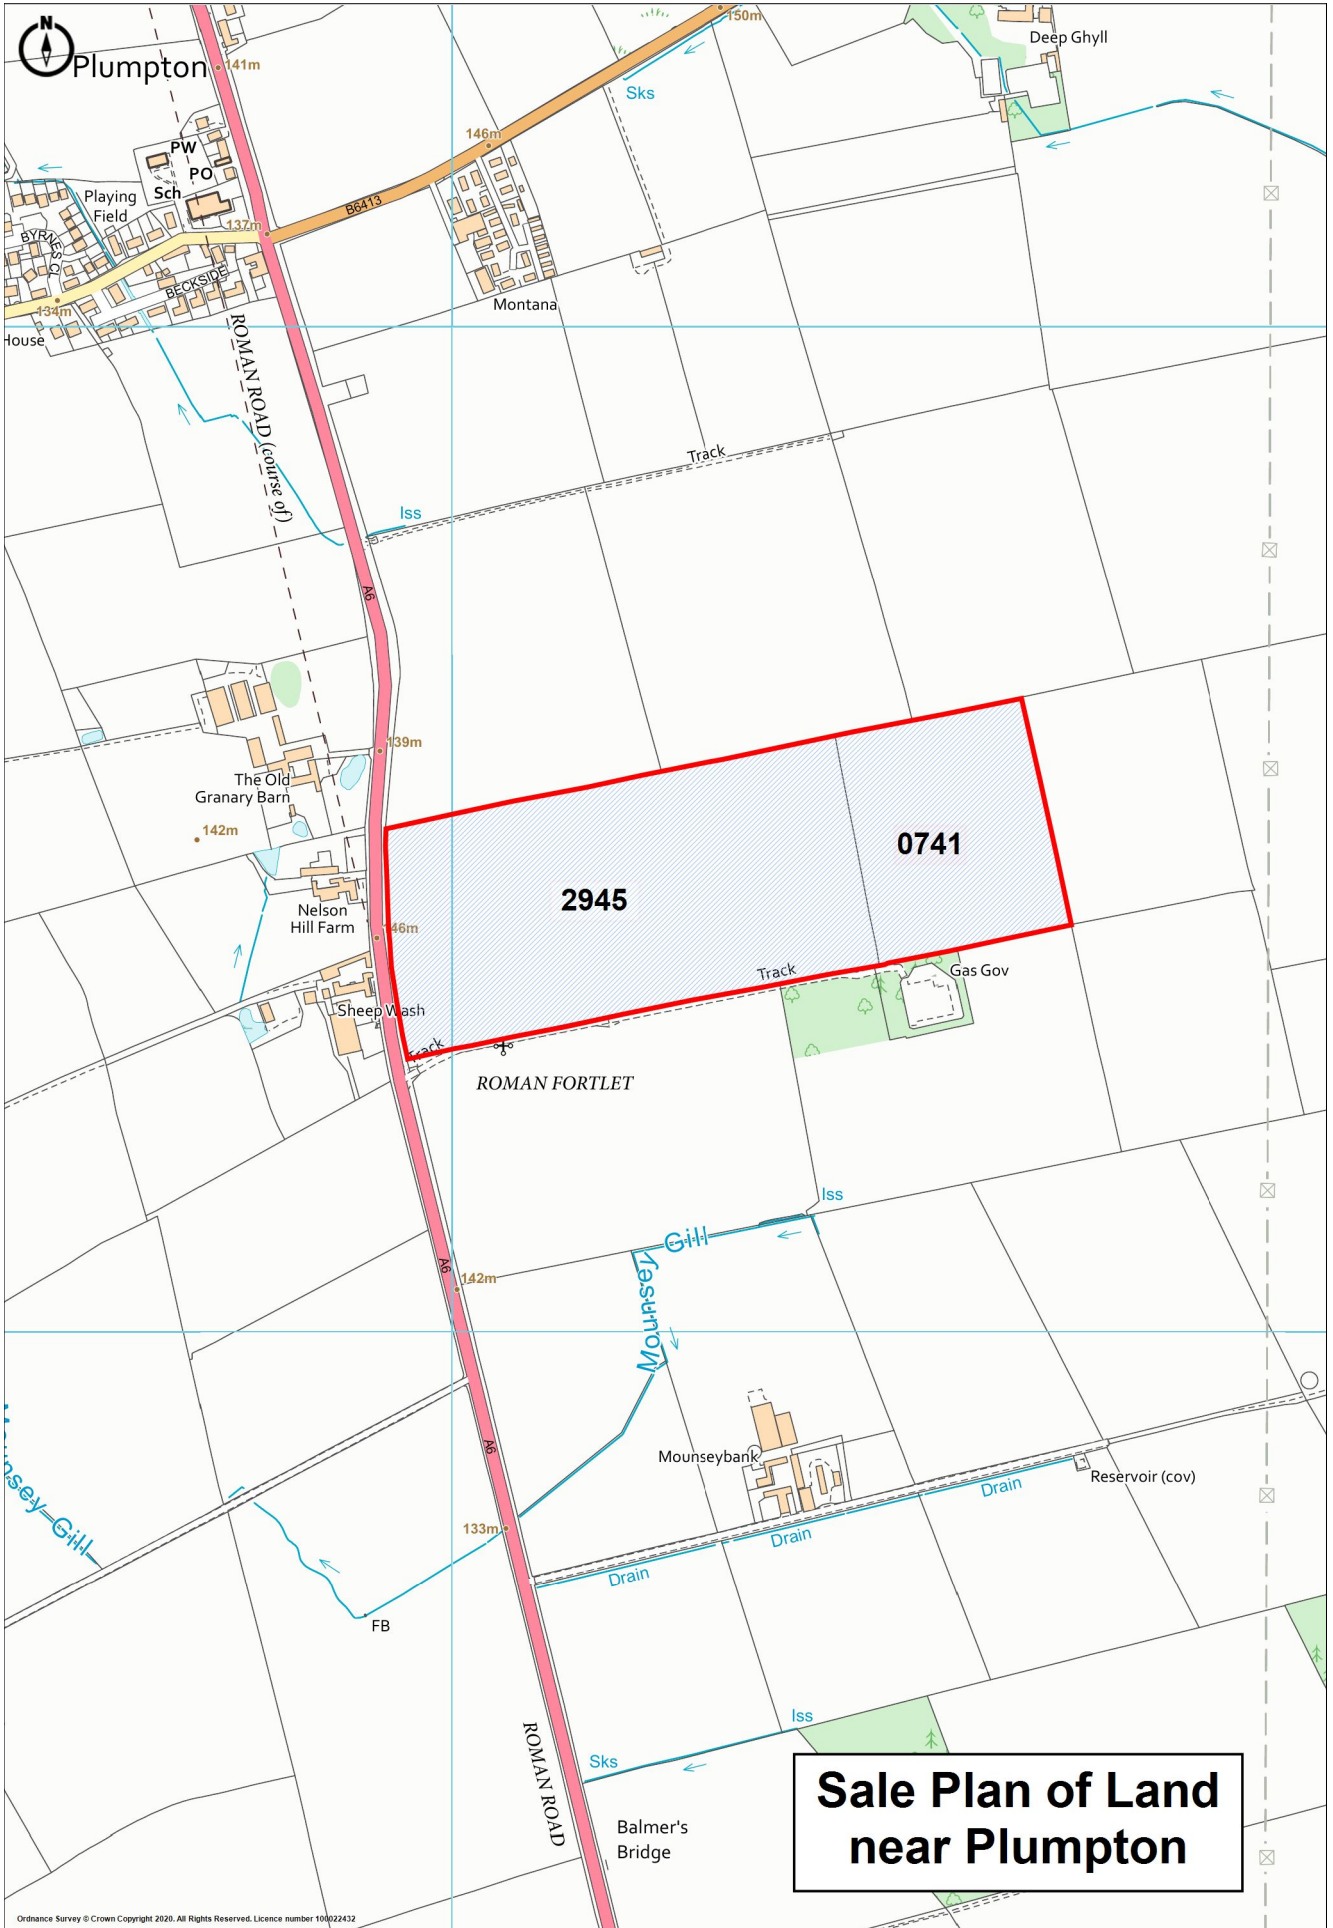 N
150m
Deep Ghyll
Plumpton
141m
Sks
146m
PW
PO
Sch
Playing
Field
B6413
137m
BYRNES CL
BECKSIDE
134m
Montana
House
ROMAN ROAD (course of)
Track
Iss
A6
139m
The Old
Granary Barn
142m
0741
2945
Nelson
Hill Farm
146m
Track
Gas Gov
Sheep Wash
Track
ROMAN FORTLET
Iss
Gill
Mounsey
A6
142m
A6
Mounseybank
Reservoir (cov)
Drain
Mounsey Gill
133m
Drain
Drain
FB
Iss
ROMAN ROAD
Sks
Sale Plan of Land
near Plumpton
Balmer's
Bridge
Ordnance Survey © Crown Copyright 2020. All Rights Reserved. Licence number 100022432